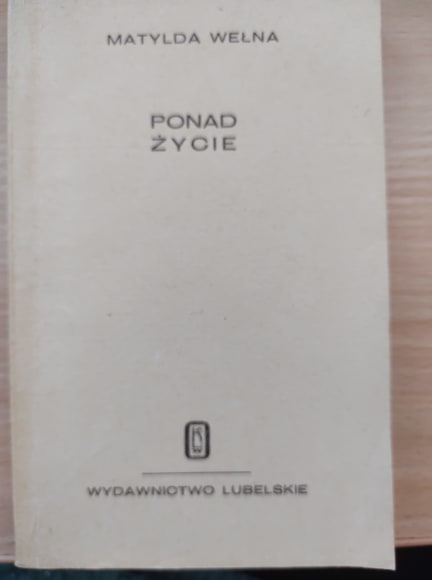 MATYLDA WEŁNA
PONAD
ŻYCIE
WYDAWNICTWO LUBELSKIE